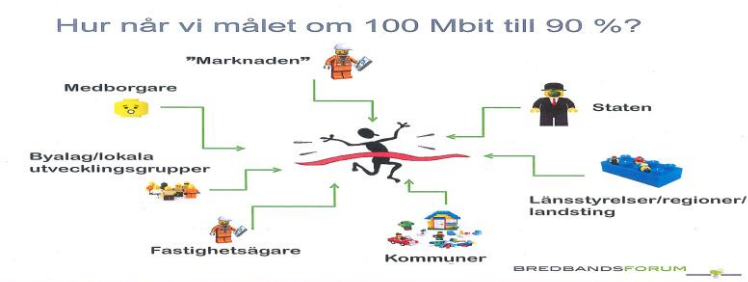 Hur når vi målet om 100 Mbit till 90 %?
"Marknaden"
Medborgare
Staten
Byalag/lokala
utvecklingsgrupper
Länsstyrelser/regioner/
landsting
Fastighetsägare
Kommuner
BREDBANDSFORUM